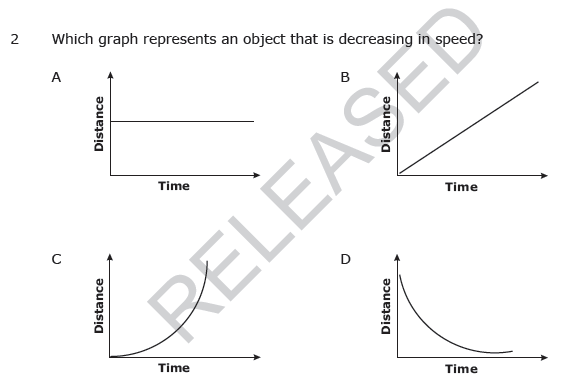 2 Which graph represents an object that is decreasing in speed?
A
Distance
Time
B
Distance
Time
C
Distance
Time
D
Distance
Time
RELEASED